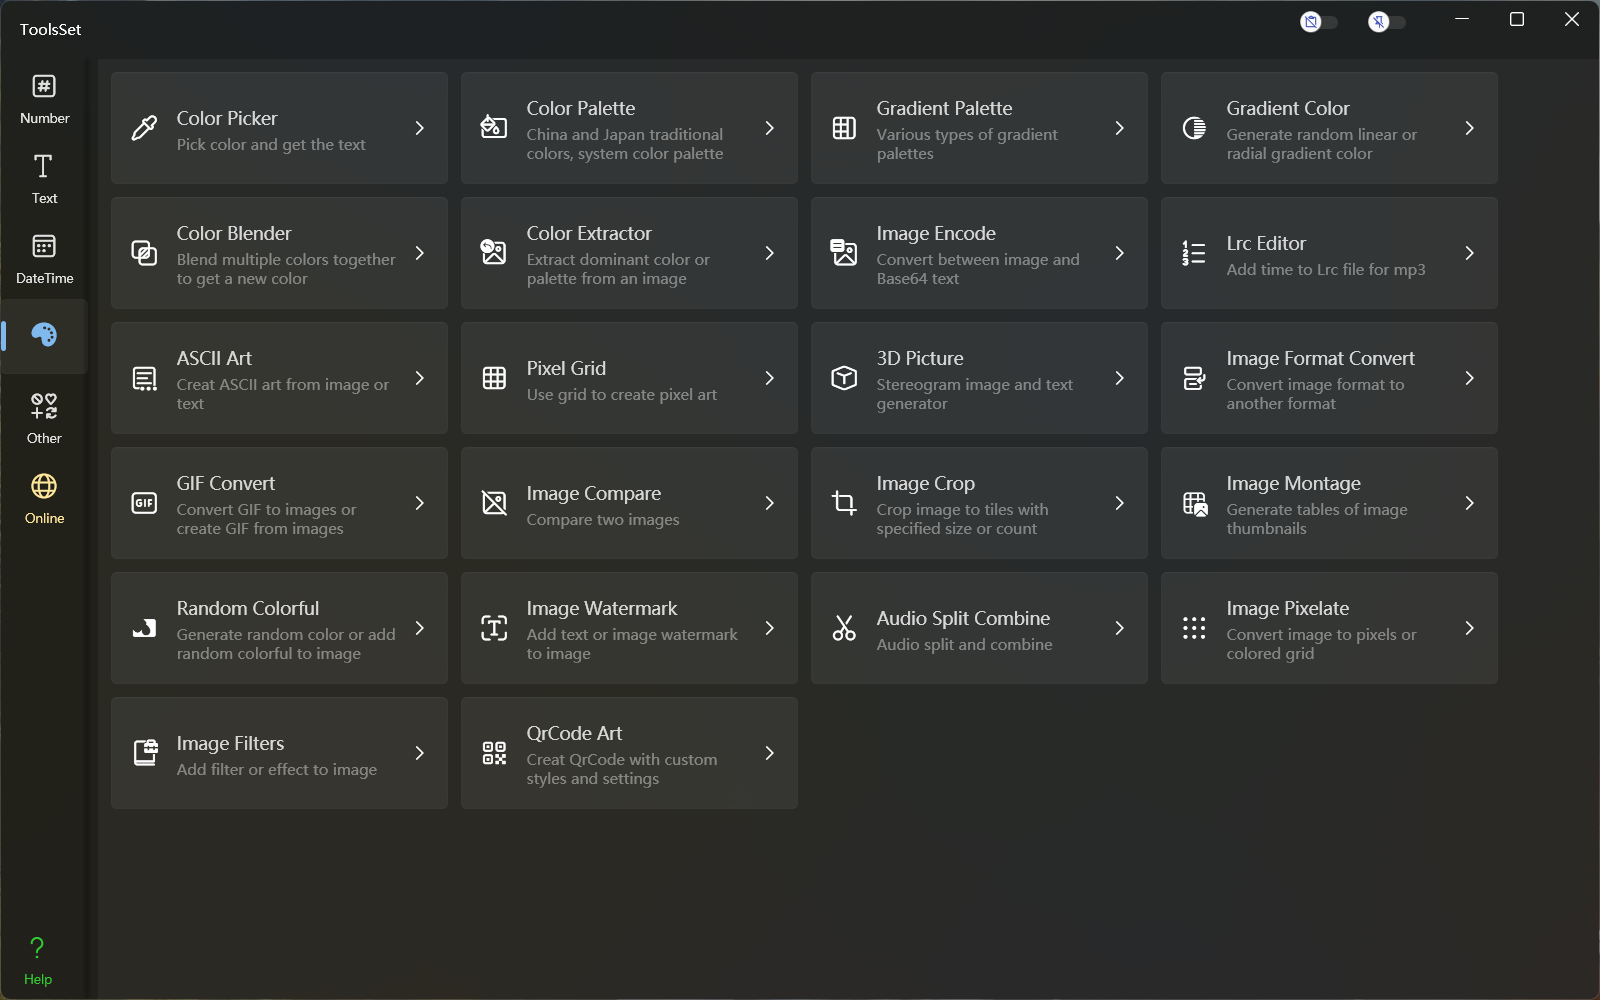 ToolsSet
Number
Text
DateTime
Other
Online
Help
Color Picker
Pick color and get the text
Color Palette
China and Japan traditional
colors, system color palette
Gradient Palette
Various types of gradient
palettes
Gradient Color
Generate random linear or
radial gradient color
Color Blender
Blend multiple colors together
to get a new color
Color Extractor
Extract dominant color or
palette from an image
Image Encode
Convert between image and
Base64 text
Lrc Editor
Add time to Lrc file for mp3
ASCII Art
Creat ASCII art from image or
text
Pixel Grid
Use grid to create pixel art
3D Picture
Stereogram image and text
generator
Image Format Convert
Convert image format to
another format
GIF
GIF Convert
Convert GIF to images or
create GIF from images
Image Compare
Compare two images
Image Crop
Crop image to tiles with
specified size or count
Image Montage
Generate tables of image
thumbnails
Random Colorful
Generate random color or add
random colorful to image
Image Watermark
Add text or image watermark
to image
Audio Split Combine
Audio split and combine
Image Pixelate
Convert image to pixels or
colored grid
Image Filters
Add filter or effect to image
QrCode Art
Creat QrCode with custom
styles and settings